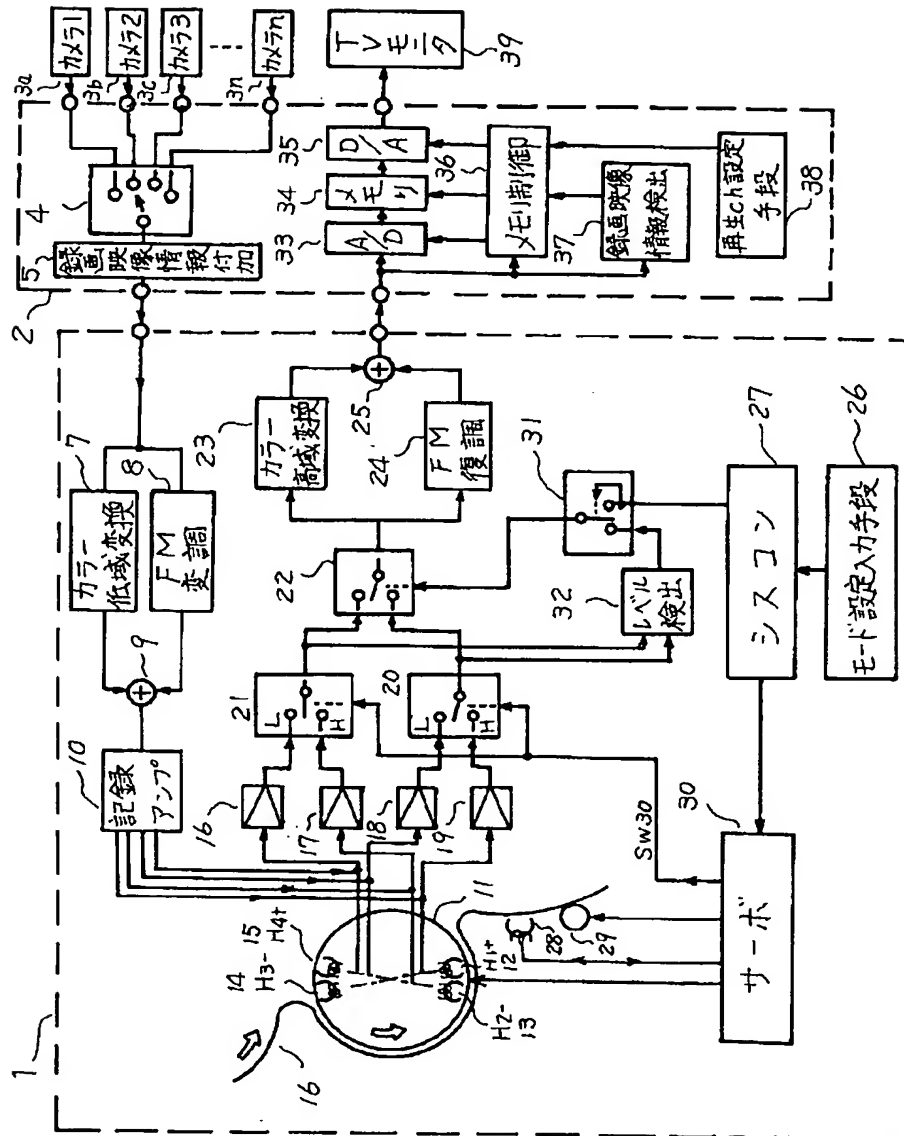 カメラ1
カメラ2
カメラ3
カメラn
3a
3b
3c
3n
TVモニタ
39
4
5
録画映像情報付加
2
35
D/A
34
メモリ
33
A/D
36
メモリ制御
37
録画映像
情報検出
再生ch設定
手段
38
7
カラー
低域変換
8
FM
変調
9
10
記録
アンプ
23
カラー
高域変換
24
FM
復調
25
22
31
32
レベル
検出
27
シスコン
26
モード設定入力手段
21
L
H
20
L
H
16
17
18
19
SW30
30
サーボ
11
15
H4+
14
H3-
H1+
12
H2-
13
28
29
16
1